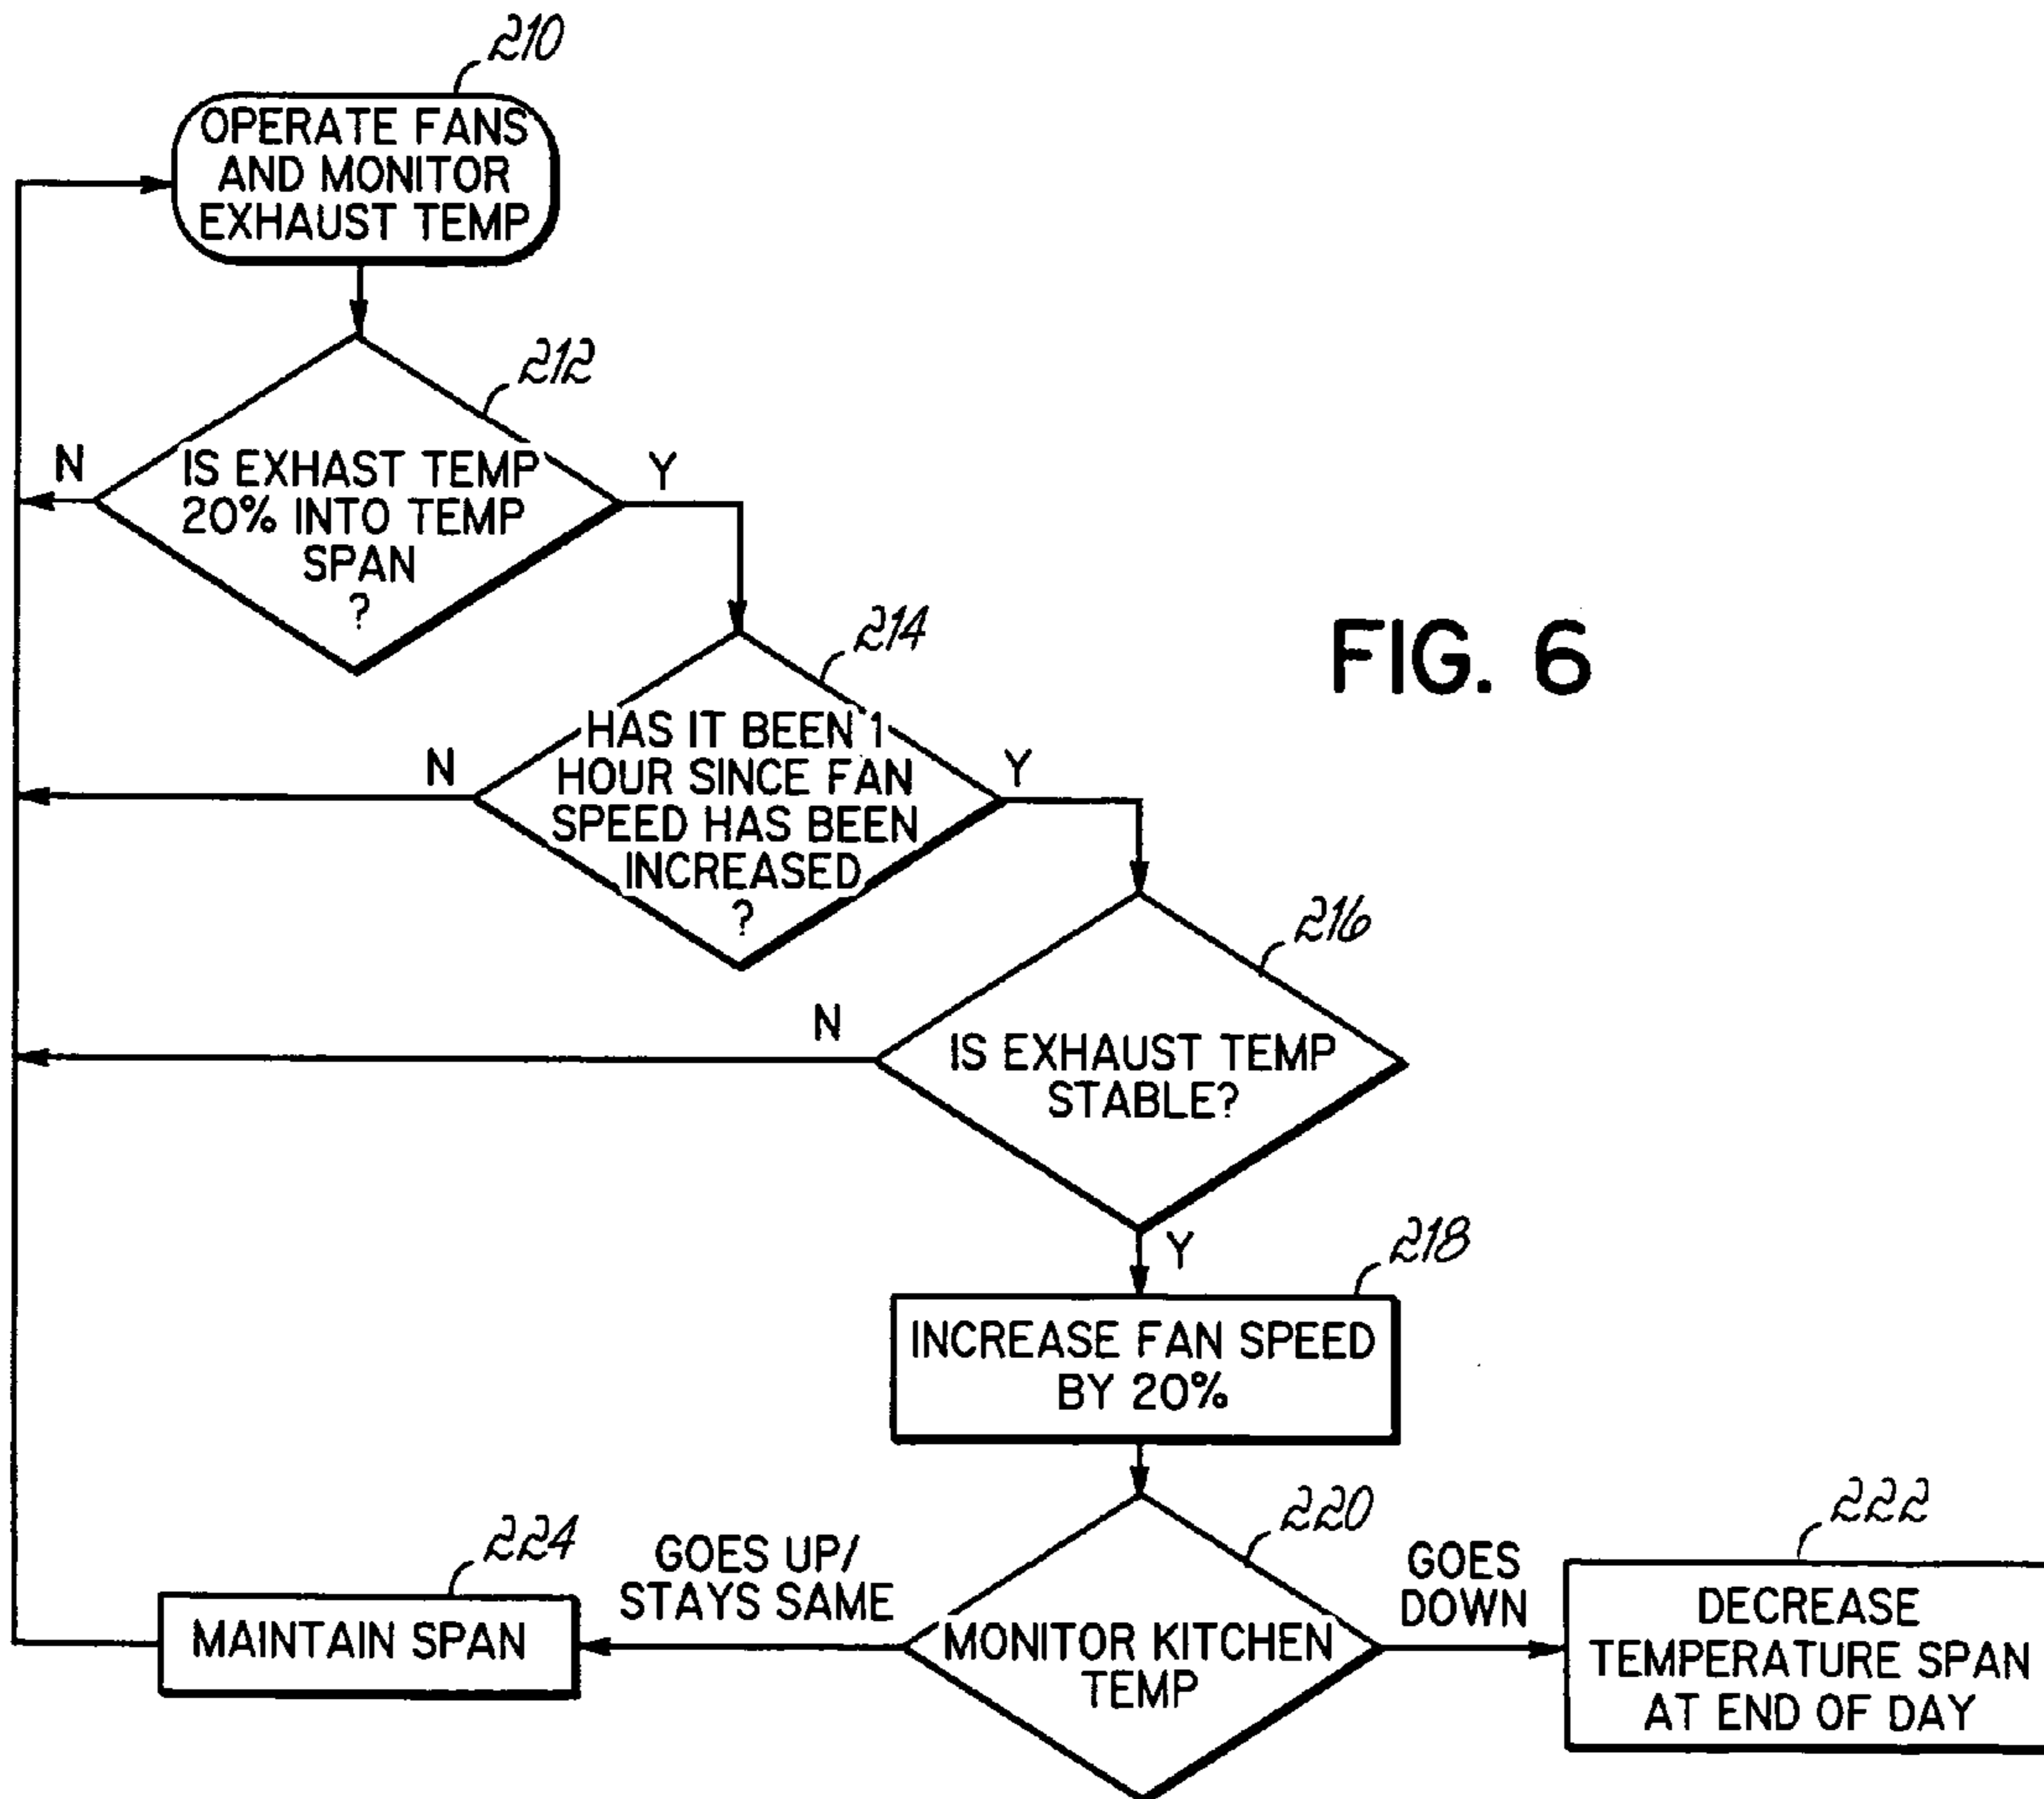 210
OPERATE FANS
AND MONITOR
EXHAUST TEMP
212
N
IS EXHAST TEMP
20% INTO TEMP
SPAN
?
Y
214
FIG. 6
N
HAS IT BEEN 1
HOUR SINCE FAN
SPEED HAS BEEN
INCREASED
?
Y
216
N
IS EXHAUST TEMP
STABLE?
Y
218
INCREASE FAN SPEED
BY 20%
220
222
224
GOES UP/
STAYS SAME
GOES
DOWN
MAINTAIN SPAN
MONITOR KITCHEN
TEMP
DECREASE
TEMPERATURE SPAN
AT END OF DAY